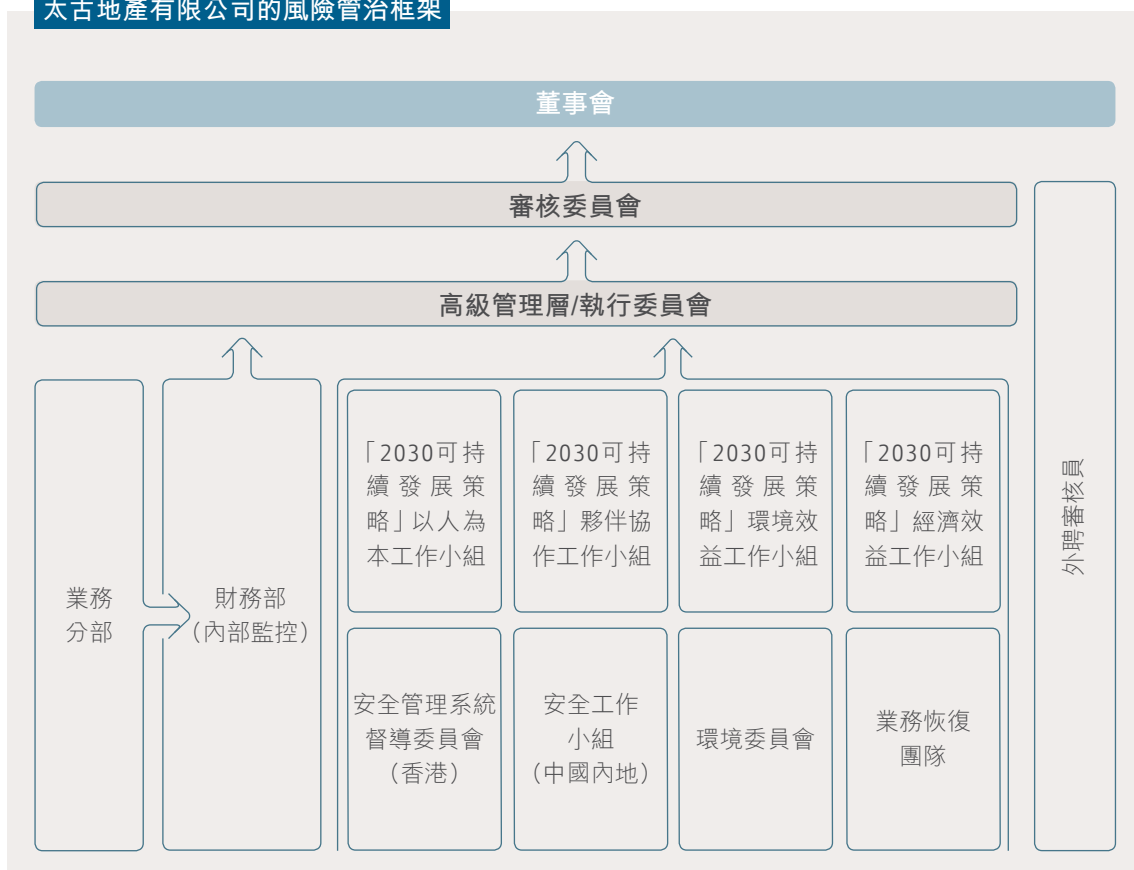 太古地產有限公司的風險管治框架
董事會
審核委員會
高級管理層/執行委員會
業務
分部
財務部
（內部監控）
「2030可持
續發展策
略」以人為
本工作小組
「2030可持
續發展策
略」夥伴協
作工作小組
「2030可持
續發展策
略」環境效
益工作小組
「2030可持
續發展策
略」經濟效
益工作小組
安全管理系統
督導委員會
（香港）
安全工作
小組
（中國內地）
環境委員會
業務恢復
團隊
外聘審核員